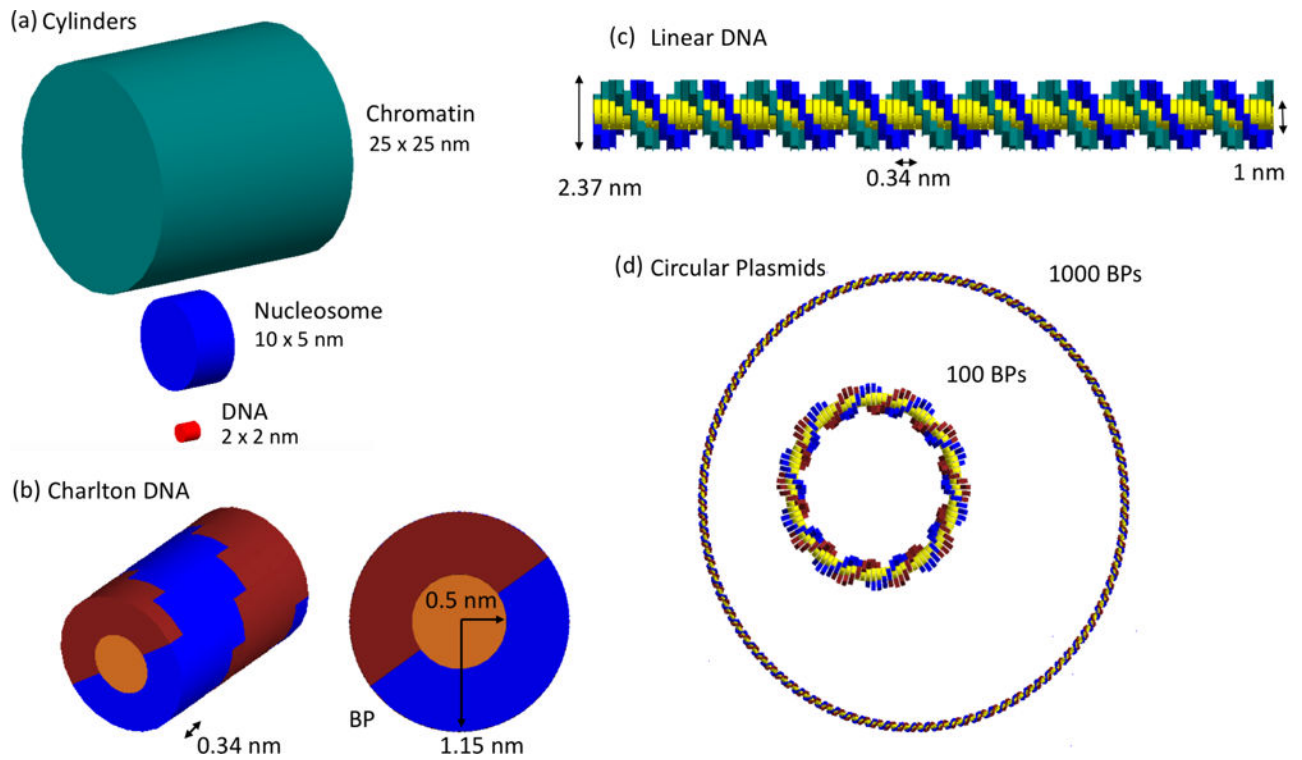 (a) Cylinders
Chromatin
25 x 25 nm
Nucleosome
10 x 5 nm
DNA
2 x 2 nm
(b) Charlton DNA
0.34 nm
0.5 nm
BP
1.15 nm
(c) Linear DNA
2.37 nm
0.34 nm
1 nm
(d) Circular Plasmids
1000 BPs
100 BPs